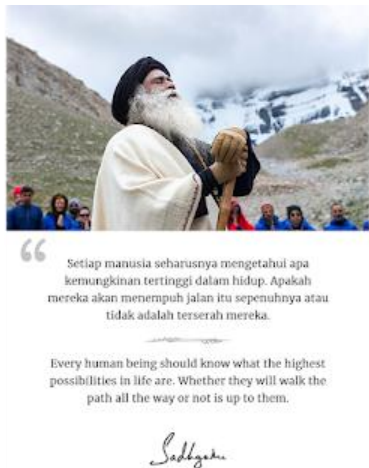 “
Setiap manusia seharusnya mengetahui apa
kemungkinan tertinggi dalam hidup. Apakah
mereka akan menempuh jalan itu sepenuhnya atau
tidak adalah terserah mereka.
Every human being should know what the highest
possibilities in life are. Whether they will walk the
path all the way or not is up to them.
Sadhguru